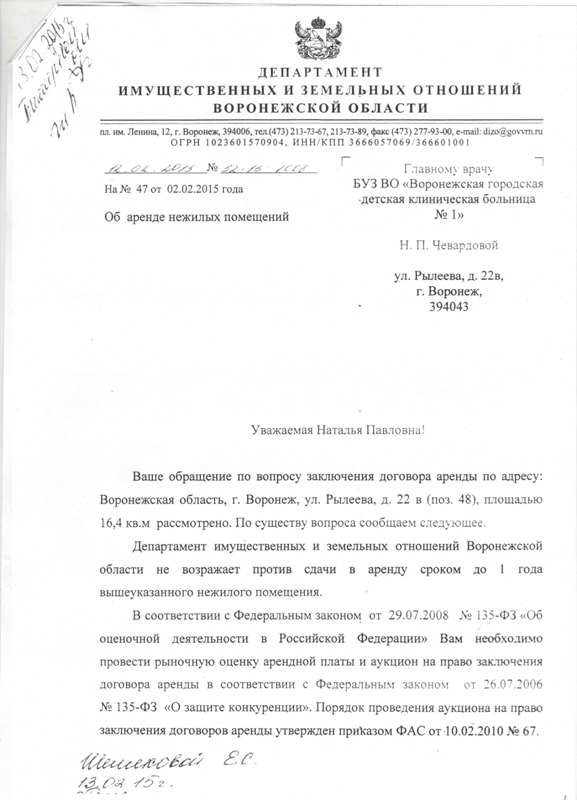 13.02.2015 г.
ДЕПАРТАМЕНТ
ИМУЩЕСТВЕННЫХ И ЗЕМЕЛЬНЫХ ОТНОШЕНИЙ
ВОРОНЕЖСКОЙ ОБЛАСТИ
пл. им. Ленина, 12, г. Воронеж, 394006, тел.(473) 213-73-67, 213-73-89, факс (473) 277-93-00, e-mail: dizo@govvrn.ru
ОГРН 1023601570904, ИНН/КПП 3666057069/366601001
№
На № 47 от 02.02.2015 года
Об аренде нежилых помещений
Главному врачу
БУЗ ВО «Воронежская городская
детская клиническая больница
№ 1»
Н. П. Чевардовой
ул. Рылеева, д. 22в,
г. Воронеж,
394043
Уважаемая Наталья Павловна!
Ваше обращение по вопросу заключения договора аренды по адресу:
Воронежская область, г. Воронеж, ул. Рылеева, д. 22 в (поз. 48), площадью
16,4 кв.м рассмотрено. По существу вопроса сообщаем следующее.
Департамент имущественных и земельных отношений Воронежской
области не возражает против сдачи в аренду сроком до 1 года
вышеуказанного нежилого помещения.
В соответствии с Федеральным законом от 29.07.2008 № 135-ФЗ «Об
оценочной деятельности в Российской Федерации» Вам необходимо
провести рыночную оценку арендной платы и аукцион на право заключения
договора аренды в соответствии с Федеральным законом от 26.07.2006
№ 135-ФЗ «О защите конкуренции». Порядок проведения аукциона на право
заключения договоров аренды утвержден приказом ФАС от 10.02.2010 № 67.
Е.С.
13.02.15г.